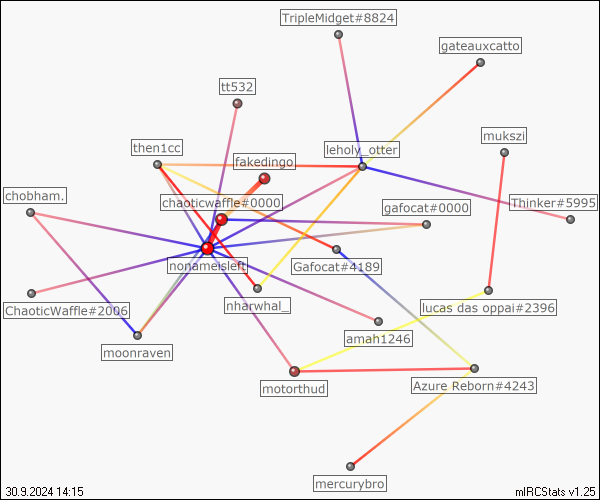 TripleMidget#8824
gateauxcatto
tt532
mukszi
then1cc
leholy_otter
fakedingo
chobham.
chaoticwaffle#0000
gafocat#0000
Thinker#5995
nonameisleft
Gafocat#4189
ChaoticWaffle#2006
nharwhal_
lucas das oppai#2396
amah1246
moonraven
motorthud
Azure Reborn#4243
mercurybro
30.9.2024 14:15
mIRCStats v1.25